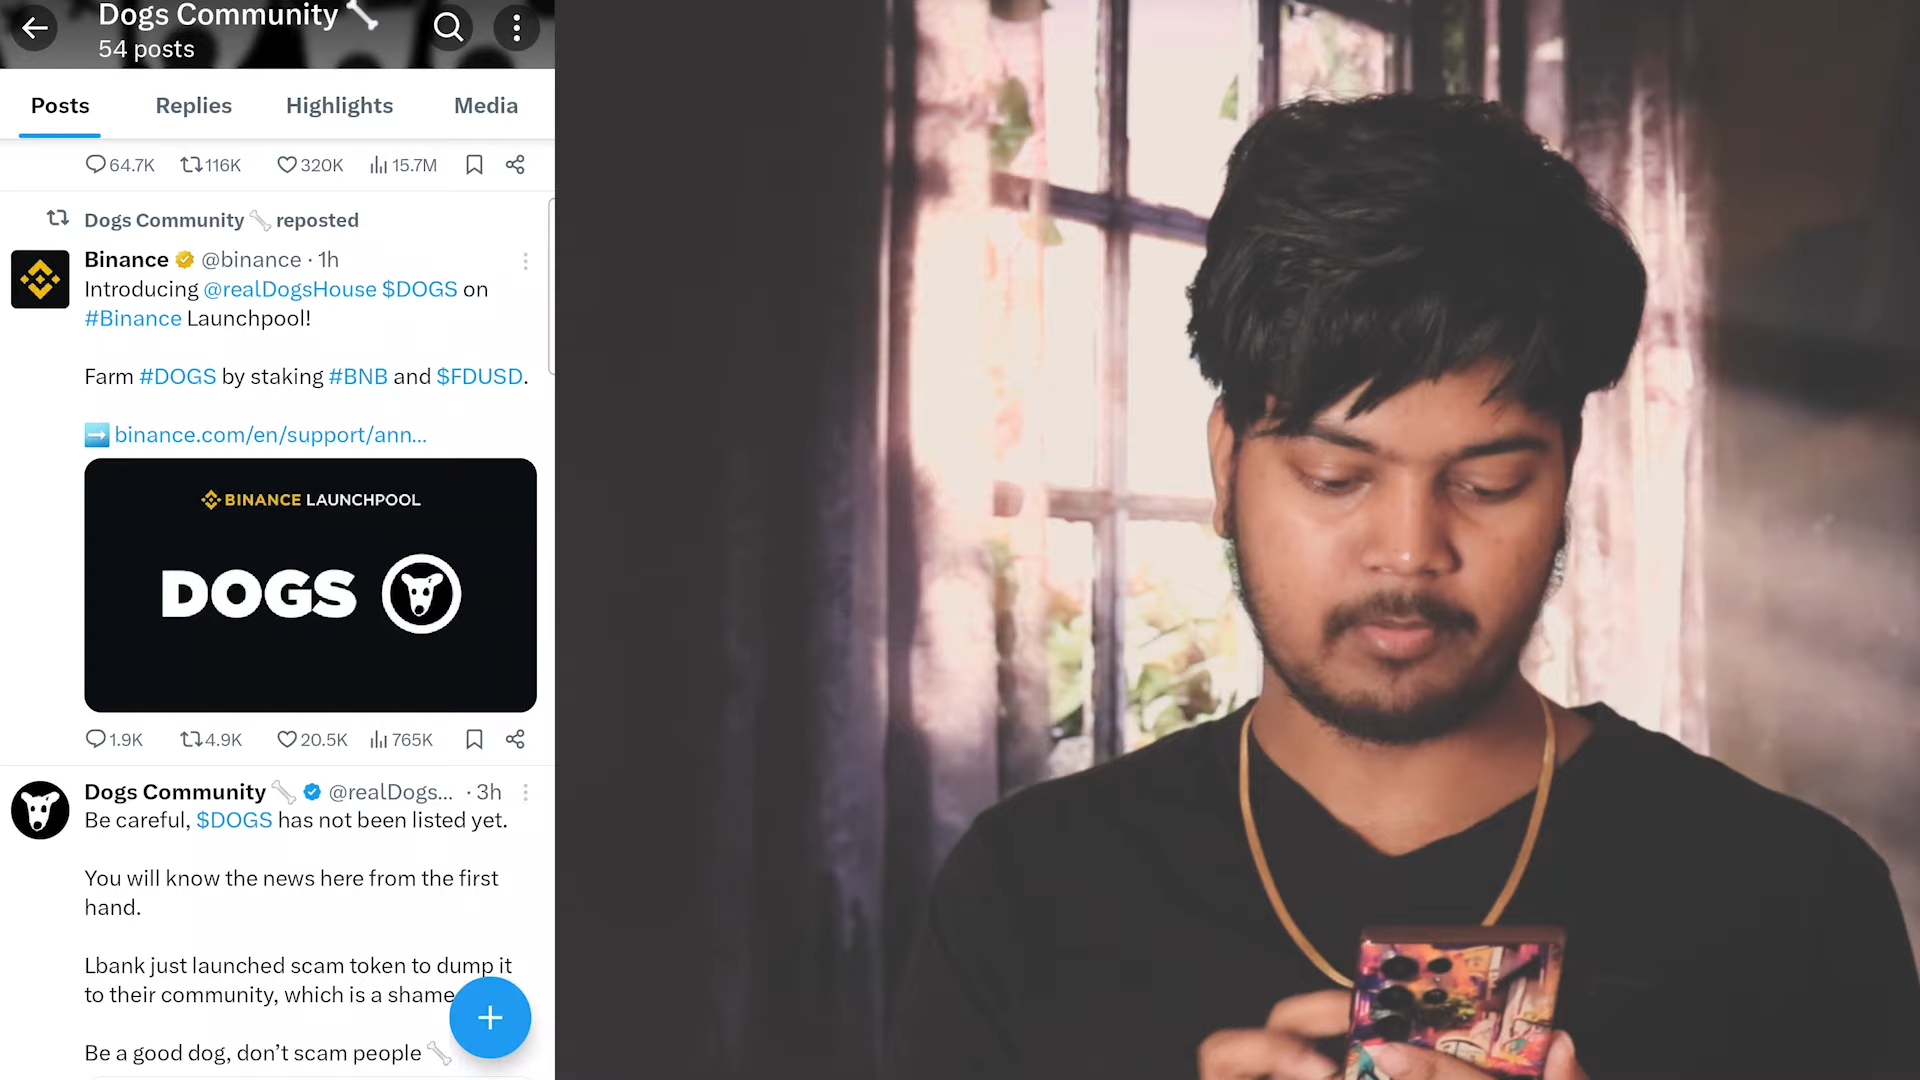 Dogs Community 🦴
54 posts
Posts Replies Highlights Media
64.7K 116K 320K 15.7M
Dogs Community 🦴 reposted
Binance @binance · 1h
Introducing @realDogsHouse $DOGS on
#Binance Launchpool!
Farm #DOGS by staking #BNB and $FDUSD.
➡️ binance.com/en/support/ann...
BINANCE LAUNCHPOOL
DOGS
1.9K 4.9K 20.5K 765K
Dogs Community 🦴 @realDogs... · 3h
Be careful, $DOGS has not been listed yet.
You will know the news here from the first
hand.
Lbank just launched scam token to dump it
to their community, which is a shame
Be a good dog, don’t scam people 🦴